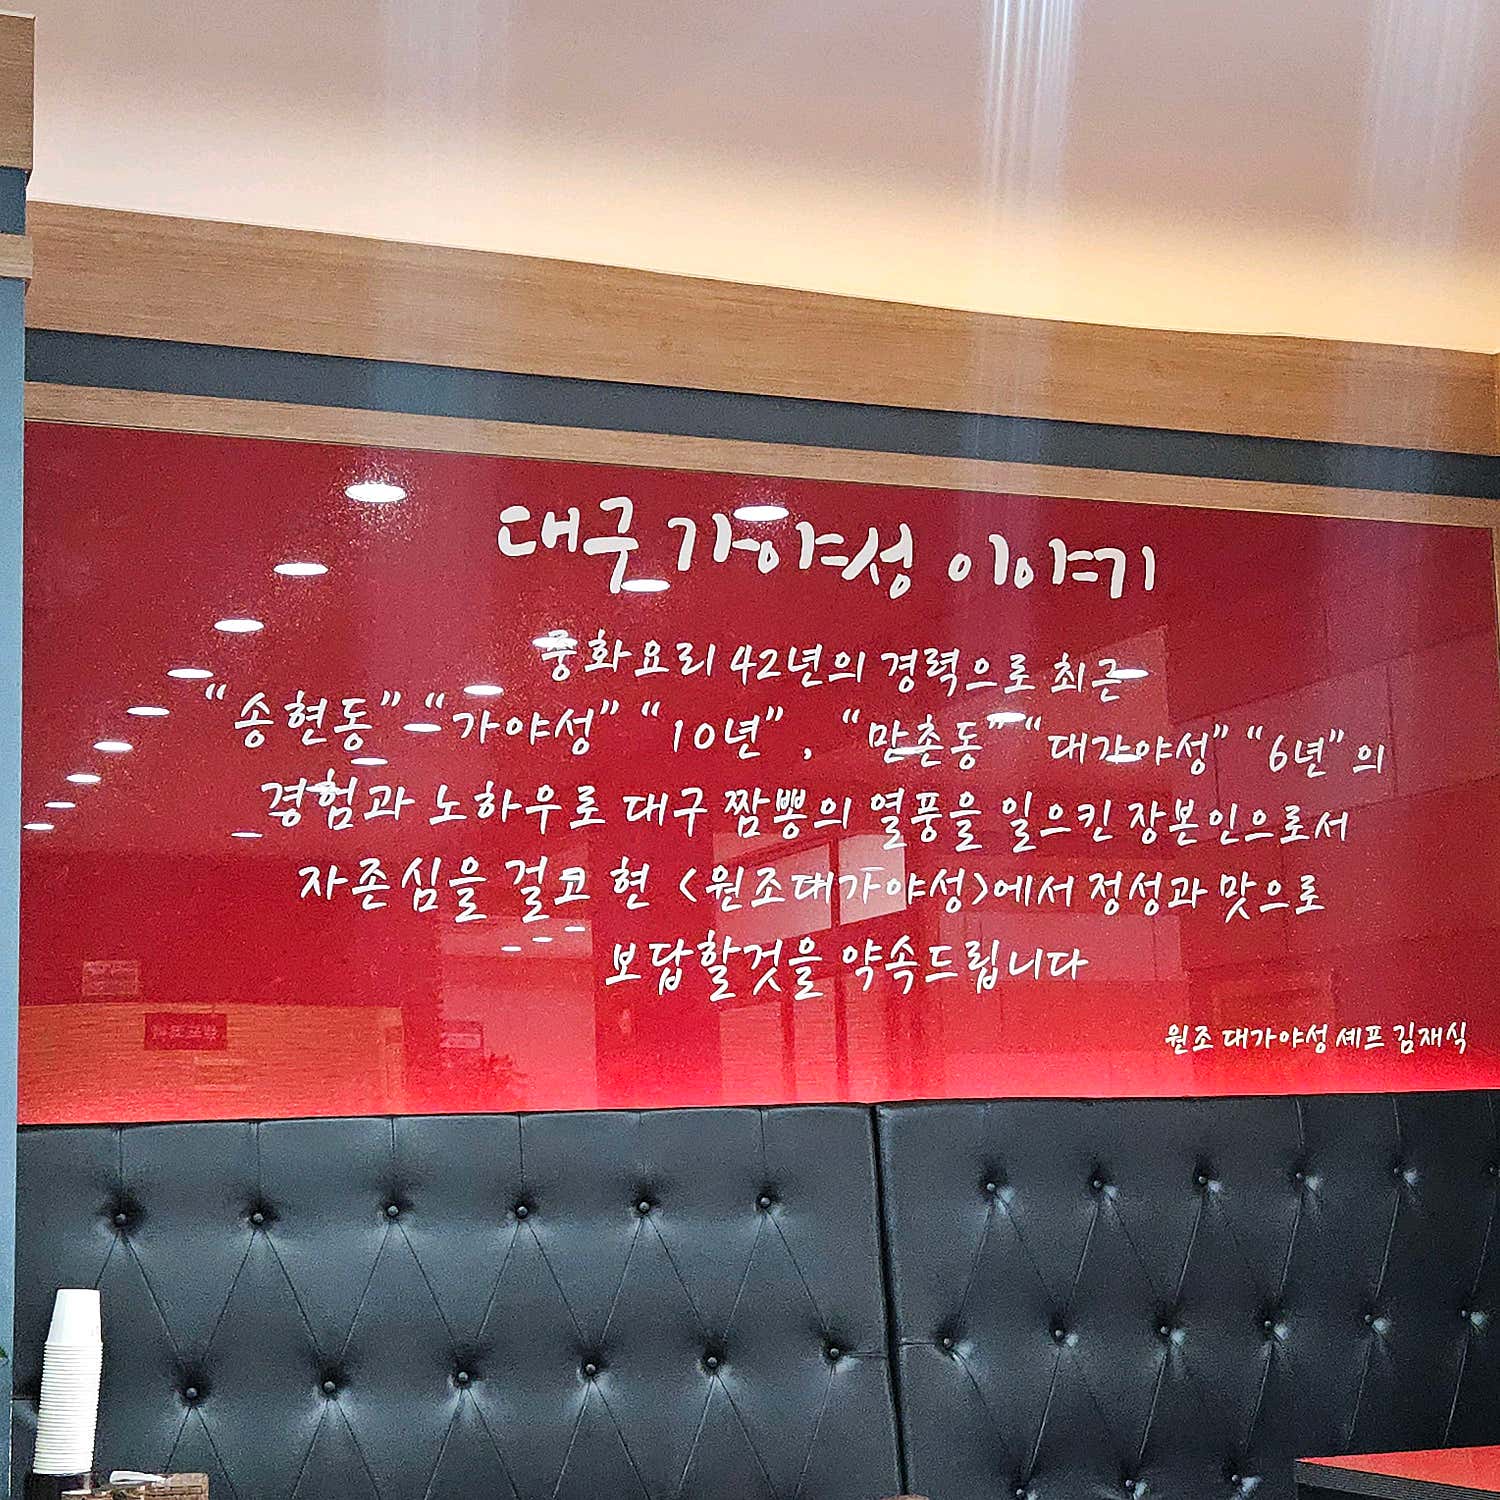 대구 가야성 이야기
중화요리 42년의 경력으로 최근
“송현동” “가야성” “10년”, “만촌동” “대가야성” “6년”의
경험과 노하우로 대구 짬뽕의 열풍을 일으킨 장본인으로서
자존심을 걸고 현 <원조대가야성>에서 정성과 맛으로
보답할것을 약속드립니다
원조 대가야성 셰프 김재식